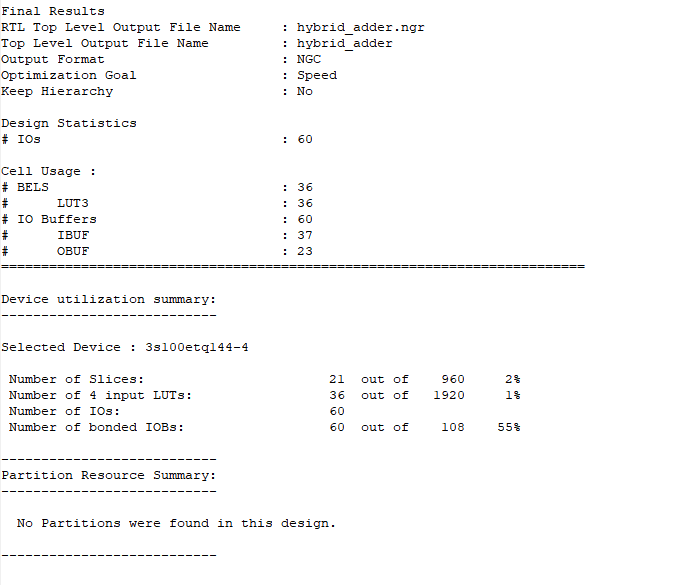 Final Results
RTL Top Level Output File Name     : hybrid_adder.ngr
Top Level Output File Name         : hybrid_adder
Output Format                      : NGC
Optimization Goal                  : Speed
Keep Hierarchy                     : No

Design Statistics
# IOs                              : 60

Cell Usage :
# BELS                             : 36
#      LUT3                        : 36
# IO Buffers                       : 60
#      IBUF                        : 37
#      OBUF                        : 23
=========================================================================

Device utilization summary:
---------------------------

Selected Device : 3s100etq144-4

 Number of Slices:                       21  out of    960     2%
 Number of 4 input LUTs:                 36  out of   1920     1%
 Number of IOs:                          60
 Number of bonded IOBs:                  60  out of    108    55%

---------------------------
Partition Resource Summary:
---------------------------

  No Partitions were found in this design.

---------------------------